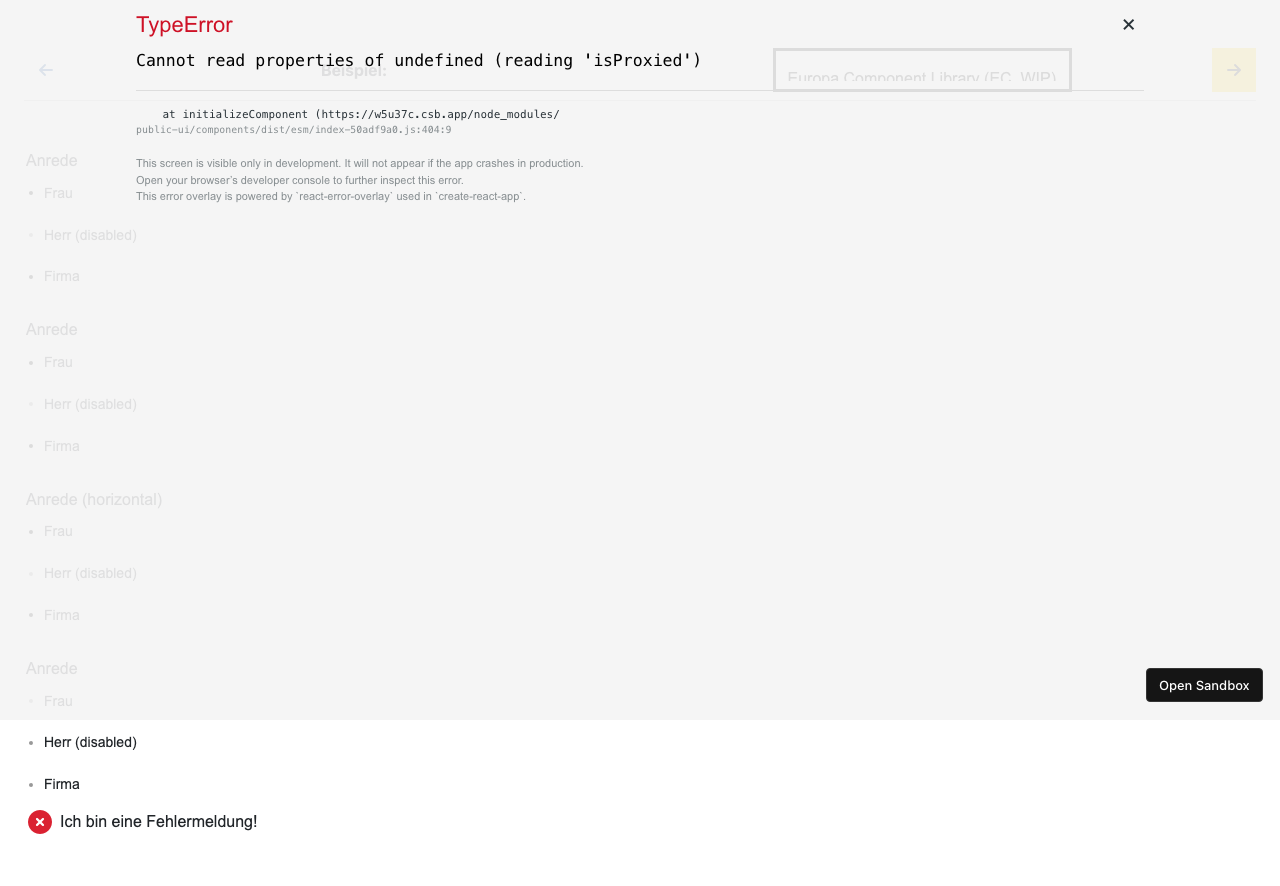 TypeError
Cannot read properties of undefined (reading 'isProxied')
Beispiel:
Europa Component Library (EC, WIP)
at initializeComponent (https://w5u37c.csb.app/node_modules/
public-ui/components/dist/esm/index-50adf9a0.js:404:9
This screen is visible only in development. It will not appear if the app crashes in production.
Open your browser's developer console to further inspect this error.
This error overlay is powered by `react-error-overlay` used in `create-react-app`.
Anrede
Frau
Herr (disabled)
Firma
Anrede
Frau
Herr (disabled)
Firma
Anrede (horizontal)
Frau
Herr (disabled)
Firma
Anrede
Open Sandbox
Frau
Herr (disabled)
Firma
Ich bin eine Fehlermeldung!